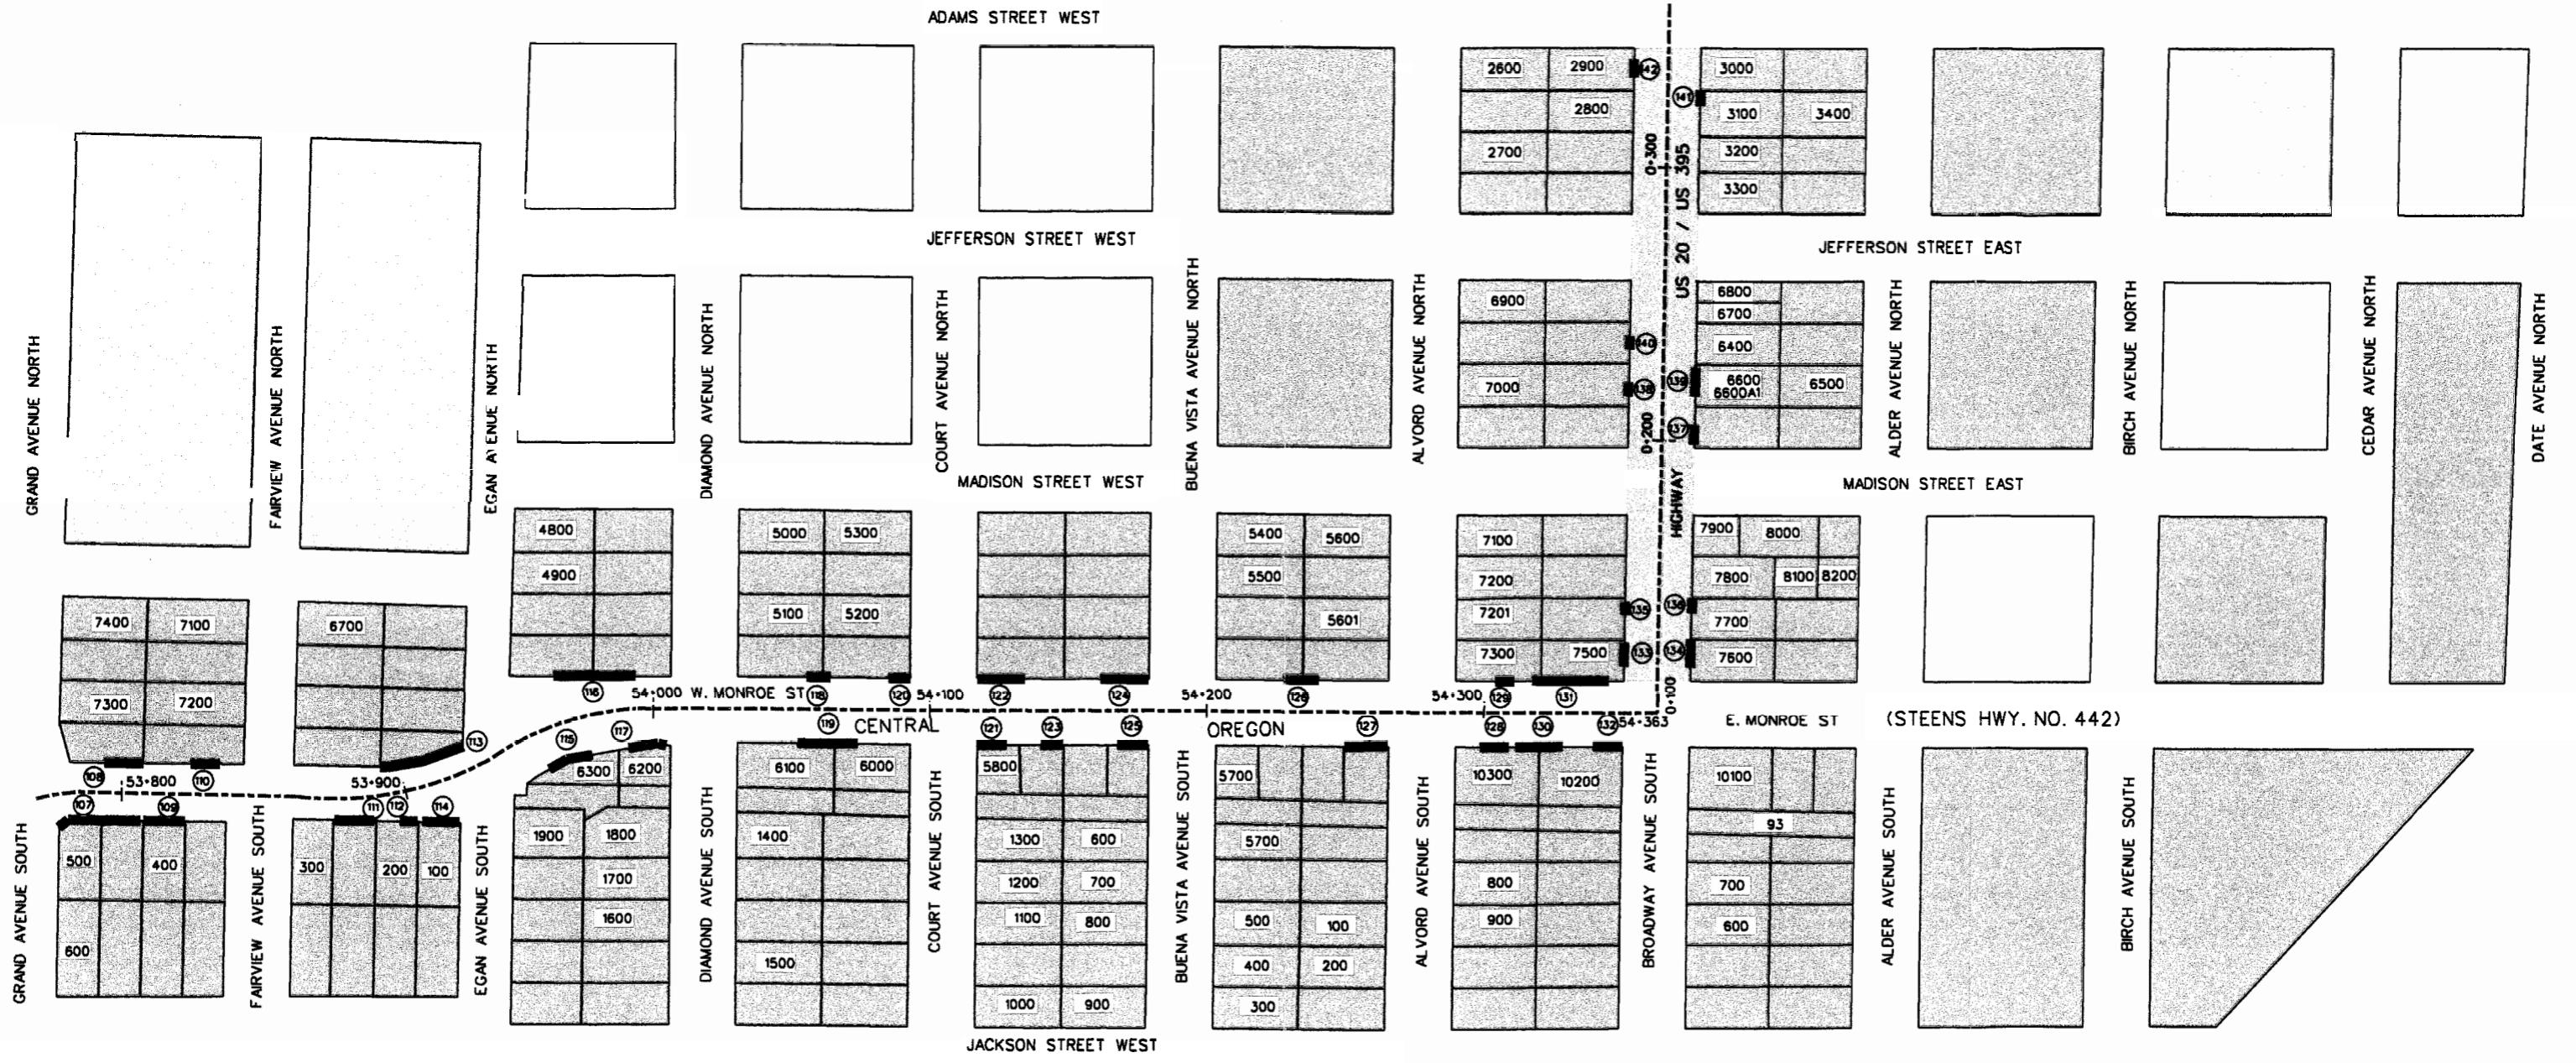 ADAMS STREET WEST
2600 2900 142 3000
2800 141 3100 3400
2700 3200
3300
0+300
US 20 / US 395
HIGHWAY
JEFFERSON STREET WEST
JEFFERSON STREET EAST
GRAND AVENUE NORTH
FAIRVIEW AVENUE NORTH
EGAN AVENUE NORTH
DIAMOND AVENUE NORTH
COURT AVENUE NORTH
BUENA VISTA AVENUE NORTH
ALVORD AVENUE NORTH
ALDER AVENUE NORTH
BIRCH AVENUE NORTH
CEDAR AVENUE NORTH
DATE AVENUE NORTH
6900 6800
6700
140 6400
7000 138 139 6600 6500
6600A1
0+200 137
MADISON STREET WEST
MADISON STREET EAST
4800 5000 5300 5400 5600 7100 7900 8000
4900 5500 7200 7800 8100 8200
5100 5200 5601 7201 135 136 7700
7300 7500 133 134 7600
7400 7100 6700
7300 7200
116 54+000 W. MONROE ST 118 120 54+100 122 124 54+200 126 54+300 129 131 0+100
113 115 117 119 CENTRAL 121 123 125 OREGON 127 128 130 132 54+363 E. MONROE ST (STEENS HWY. NO. 442)
108 53+800 110 53+900
107 109 111 112 114
6300 6200 6100 6000 5800 5700 10300 10200 10100
93
500 400 300 200 100
600
1900 1800 1400 1300 600 5700
1700 1200 700 800 700
1600 1100 800 500 100 900 600
1500 400 200
1000 900 300
GRAND AVENUE SOUTH
FAIRVIEW AVENUE SOUTH
EGAN AVENUE SOUTH
DIAMOND AVENUE SOUTH
COURT AVENUE SOUTH
BUENA VISTA AVENUE SOUTH
ALVORD AVENUE SOUTH
BROADWAY AVENUE SOUTH
ALDER AVENUE SOUTH
BIRCH AVENUE SOUTH
JACKSON STREET WEST